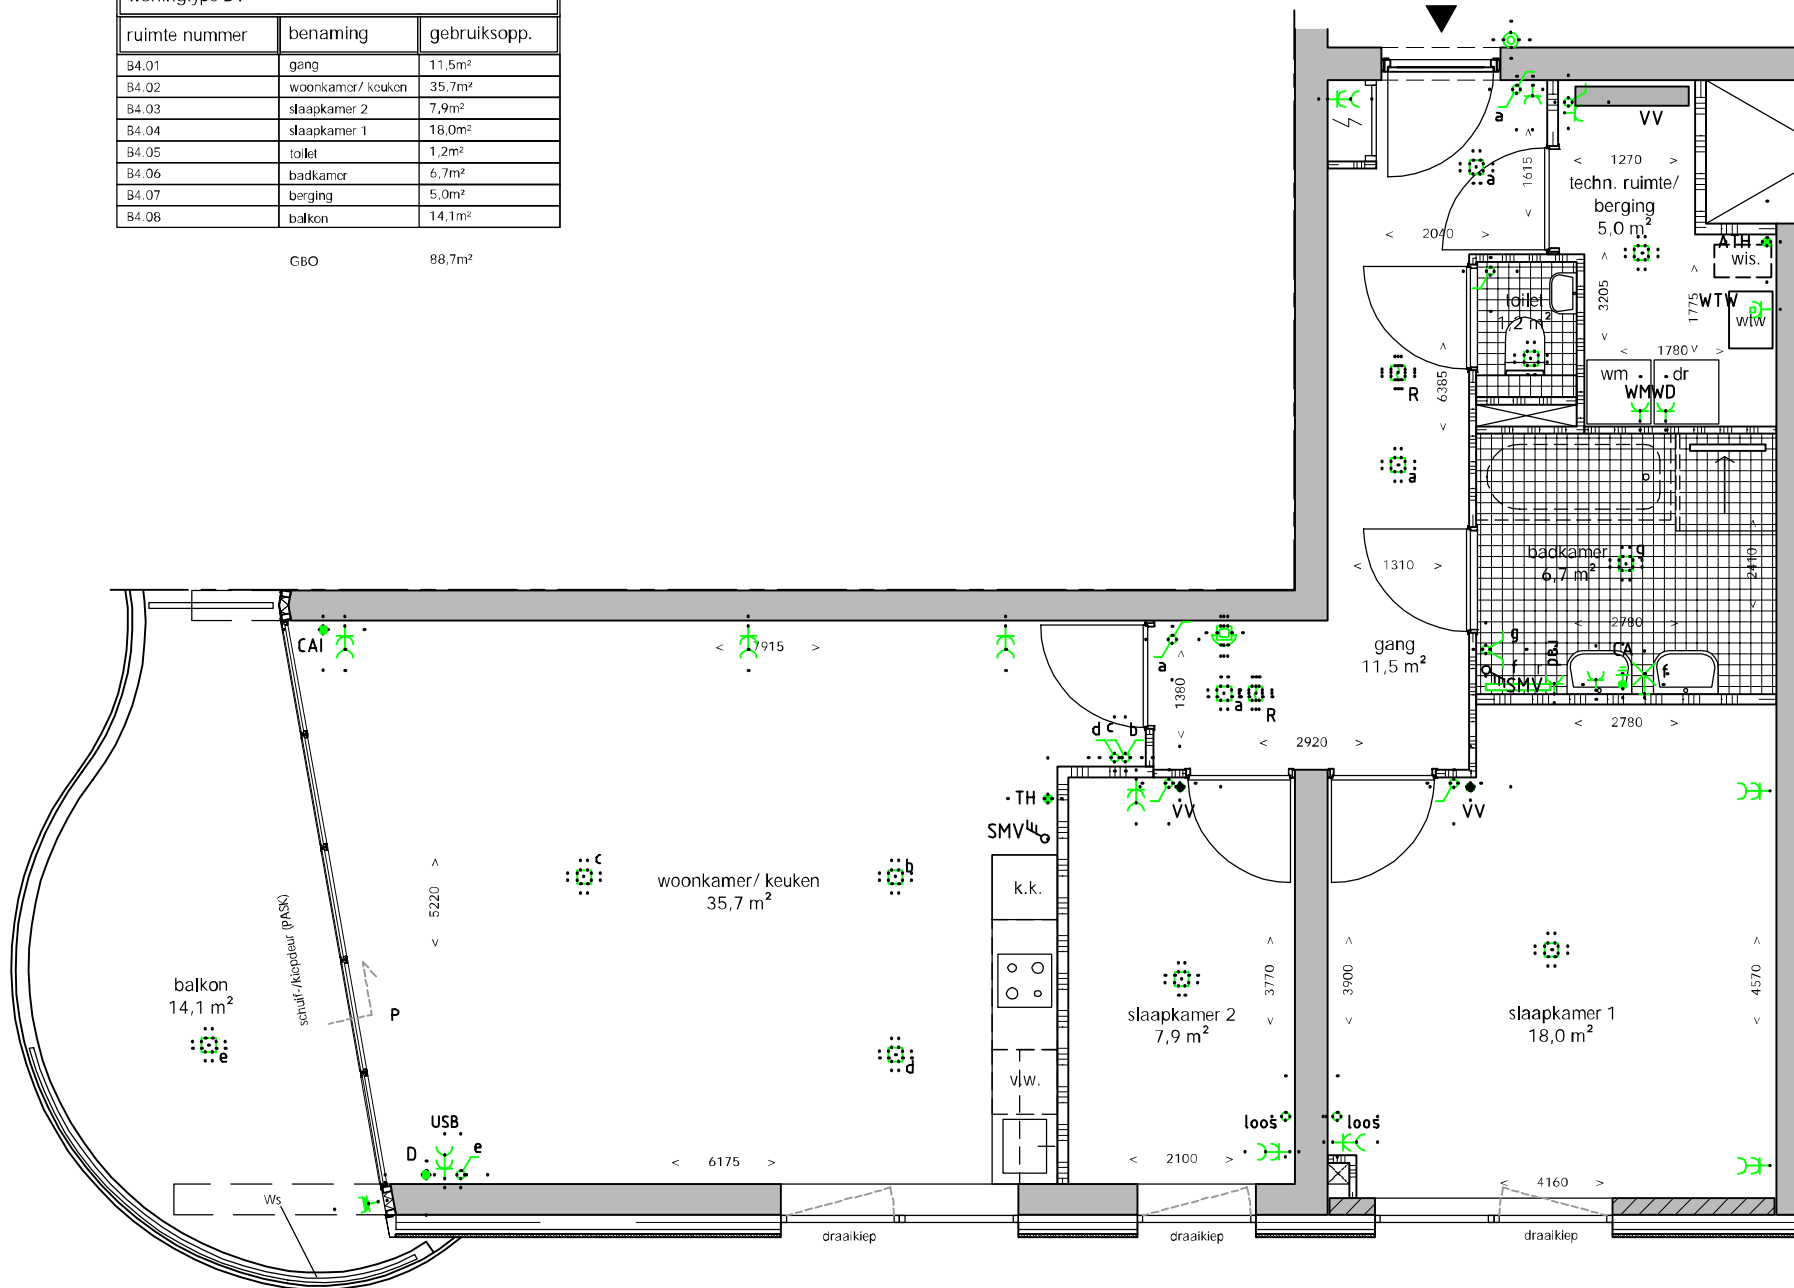 woningtype B4
ruimte nummer benaming gebruiksopp.
B4.01 gang 11,5m²
B4.02 woonkamer/ keuken 35,7m²
B4.03 slaapkamer 2 7,9m²
B4.04 slaapkamer 1 18,0m²
B4.05 toilet 1,2m²
B4.06 badkamer 6,7m²
B4.07 berging 5,0m²
B4.08 balkon 14,1m²
GBO 88,7m²
a
VV
< 1270 >
a
< 1615 >
techn. ruimte/
berging
5,0 m²
< 2040 >
ATH
wis.
WTW
wtw
< 3205 >
< 1775 >
toilet
1,2 m²
< 1780 >
wm
dr
WM
WD
R
< 6385 >
a
badkamer
6,7 m²
g
< 2410 >
< 1310 >
< 2780 >
gang
11,5 m²
g
f
DBJ
CA
f
SMV
CAI
< 7915 >
a
< 1380 >
a
R
< 2920 >
< 2780 >
d c b
TH
VV
VV
SMV
c
b
woonkamer/ keuken
35,7 m²
k.k.
< 5220 >
schuif-/kiepdeur (PASK)
P
balkon
14,1 m²
e
d
v.w.
slaapkamer 2
7,9 m²
< 3770 >
< 3900 >
slaapkamer 1
18,0 m²
< 4570 >
loos
loos
USB
D
e
< 6175 >
< 2100 >
< 4160 >
Ws
draaikiep
draaikiep
draaikiep